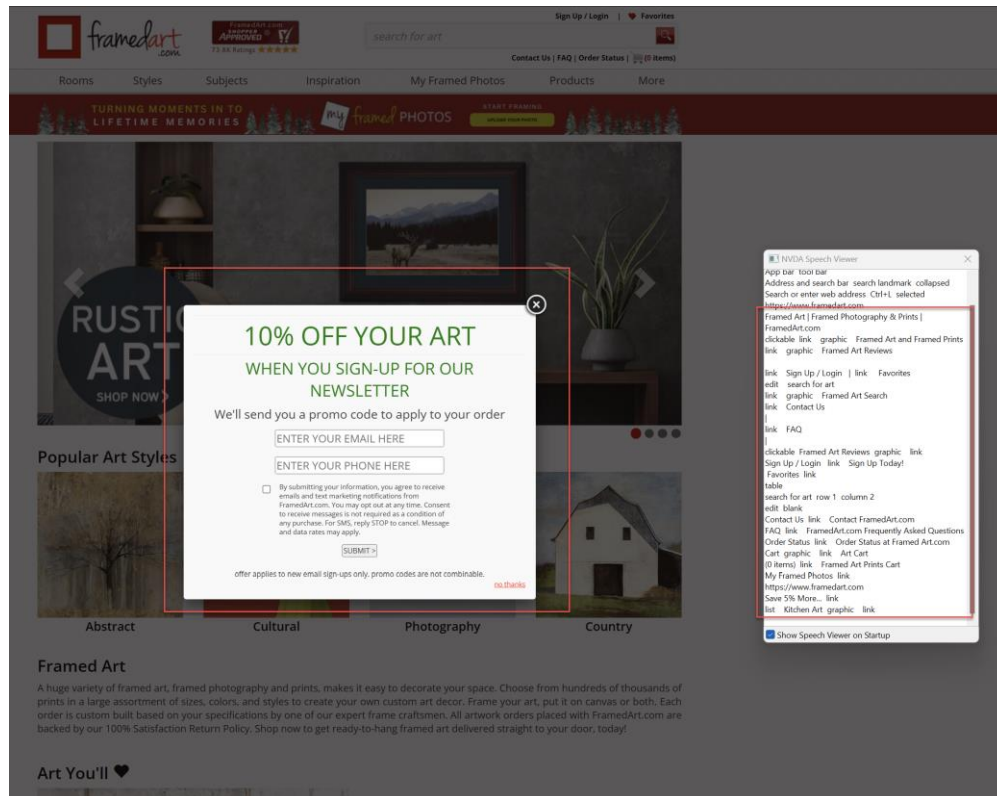 Sign Up / Login | Favorites
framedart.com
FramedArt.com
SHOPPER APPROVED
73.8K Ratings
search for art
Contact Us | FAQ | Order Status | (0 items)
Rooms Styles Subjects Inspiration My Framed Photos Products More
TURNING MOMENTS IN TO
LIFETIME MEMORIES
my framed PHOTOS
START FRAMING
UPLOAD YOUR PHOTO
RUSTIC
ART
SHOP NOW
10% OFF YOUR ART
WHEN YOU SIGN-UP FOR OUR
NEWSLETTER
We'll send you a promo code to apply to your order
ENTER YOUR EMAIL HERE
ENTER YOUR PHONE HERE
By submitting your information, you agree to receive
emails and text marketing notifications from
FramedArt.com. You may opt out at any time. Consent
to receive messages is not required as a condition of
any purchase. For SMS, reply STOP to cancel. Message
and data rates may apply.
SUBMIT >
offer applies to new email sign-ups only. promo codes are not combinable.
no thanks
Popular Art Styles
Abstract Cultural Photography Country
Framed Art
A huge variety of framed art, framed photography and prints, makes it easy to decorate your space. Choose from hundreds of thousands of
prints in a large assortment of sizes, colors, and styles to create your own custom art decor. Frame your art, put it on canvas or both. Each
order is custom built based on your specifications by one of our expert frame craftsmen. All artwork orders placed with FramedArt.com are
backed by our 100% Satisfaction Return Policy. Shop now to get ready-to-hang framed art delivered straight to your door, today!
Art You'll
NVDA Speech Viewer
App bar tool bar
Address and search bar search landmark collapsed
Search or enter web address Ctrl+L selected
https://www.framedart.com
Framed Art | Framed Photography & Prints |
FramedArt.com
clickable link graphic Framed Art and Framed Prints
link graphic Framed Art Reviews
link Sign Up / Login | link Favorites
edit search for art
link graphic Framed Art Search
link Contact Us
|
link FAQ
|
clickable Framed Art Reviews graphic link
Sign Up / Login link Sign Up Today!
Favorites link
table
search for art row 1 column 2
edit blank
Contact Us link Contact FramedArt.com
FAQ link FramedArt.com Frequently Asked Questions
Order Status link Order Status at Framed Art.com
Cart graphic link Art Cart
(0 items) link Framed Art Prints Cart
My Framed Photos link
https://www.framedart.com
Save 5% More... link
list Kitchen Art graphic link
Show Speech Viewer on Startup